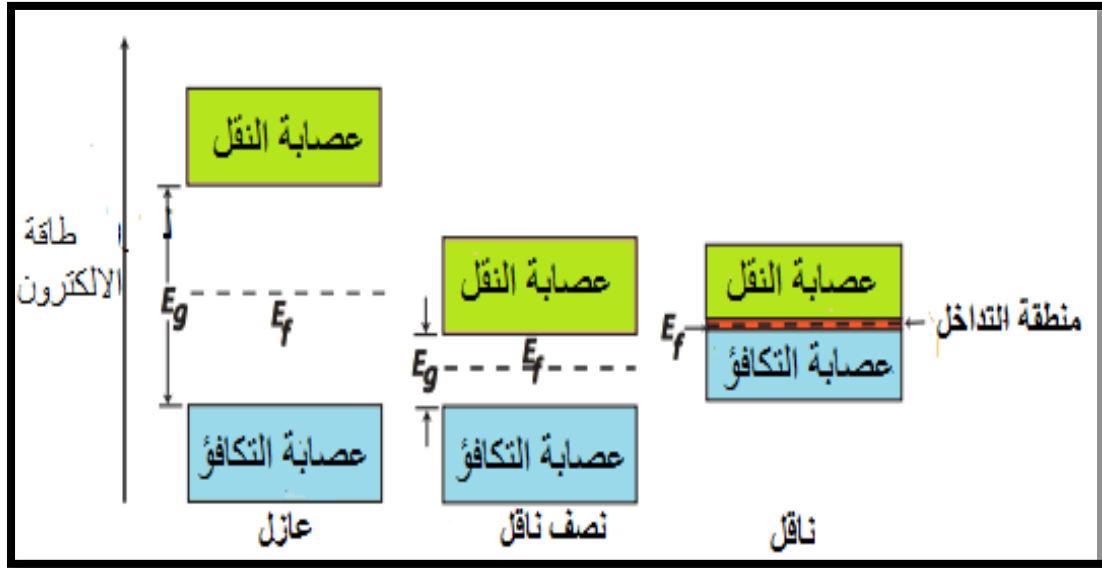 عصابة النقل
طاقة
الالكترون
Eg
Ef
عصابة التكافؤ
عازل
عصابة النقل
Eg
Ef
عصابة التكافؤ
نصف ناقل
عصابة النقل
Ef
منطقة التداخل
عصابة التكافؤ
ناقل